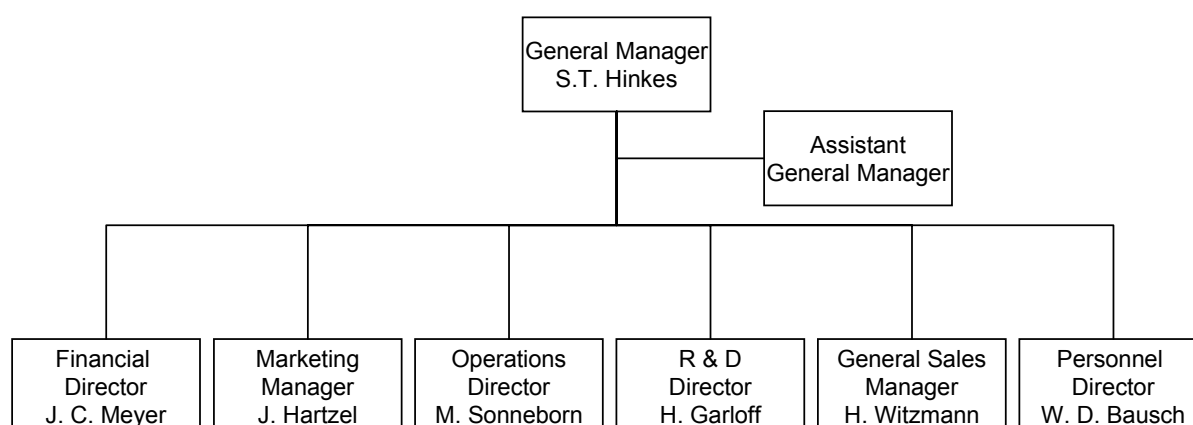 General Manager
S.T. Hinkes
Assistant
General Manager
Financial
Director
J. C. Meyer
Marketing
Manager
J. Hartzel
Operations
Director
M. Sonneborn
R & D
Director
H. Garloff
General Sales
Manager
H. Witzmann
Personnel
Director
W. D. Bausch